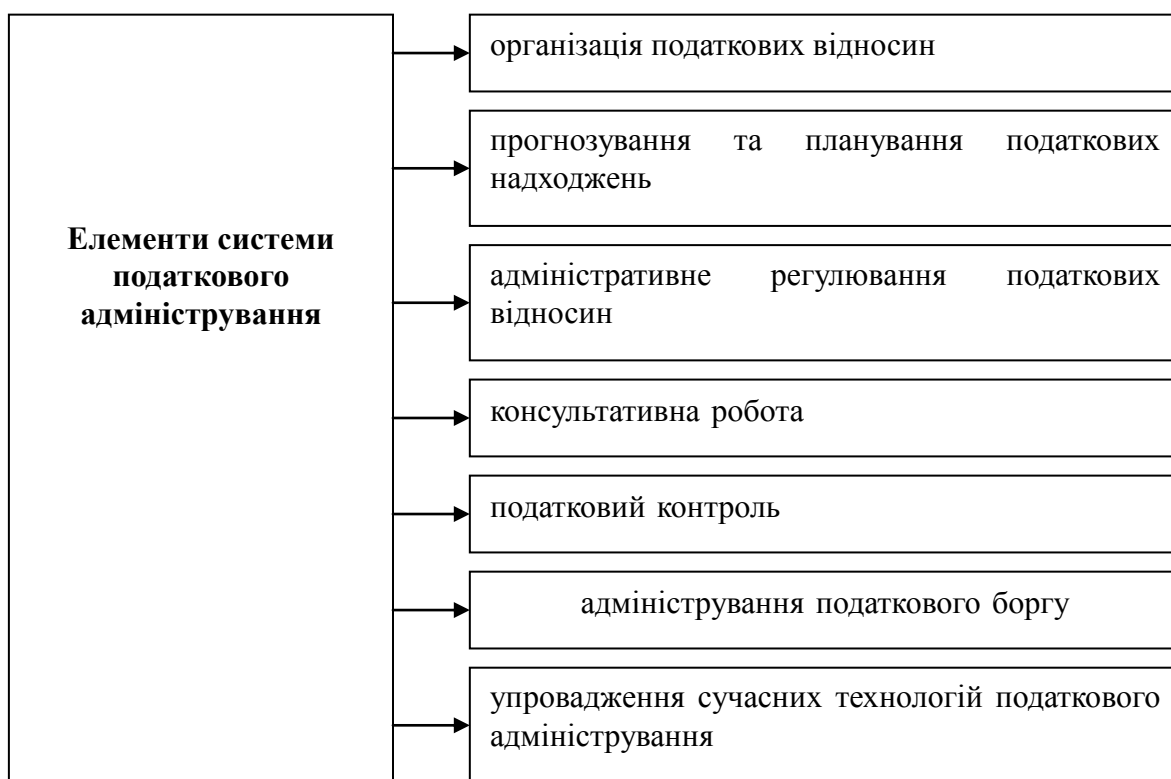 Елементи системи
податкового
адміністрування
організація податкових відносин
прогнозування та планування податкових
надходжень
адміністративне регулювання податкових
відносин
консультативна робота
податковий контроль
адміністрування податкового боргу
упровадження сучасних технологій податкового
адміністрування